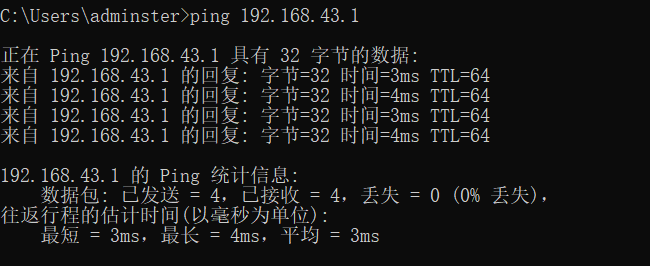 C:\Users\adminster>ping 192.168.43.1
正在 Ping 192.168.43.1 具有 32 字节的数据:
来自 192.168.43.1 的回复: 字节=32 时间=3ms TTL=64
来自 192.168.43.1 的回复: 字节=32 时间=4ms TTL=64
来自 192.168.43.1 的回复: 字节=32 时间=3ms TTL=64
来自 192.168.43.1 的回复: 字节=32 时间=4ms TTL=64
192.168.43.1 的 Ping 统计信息:
数据包: 已发送 = 4，已接收 = 4，丢失 = 0 (0% 丢失)，
往返行程的估计时间(以毫秒为单位):
最短 = 3ms，最长 = 4ms，平均 = 3ms